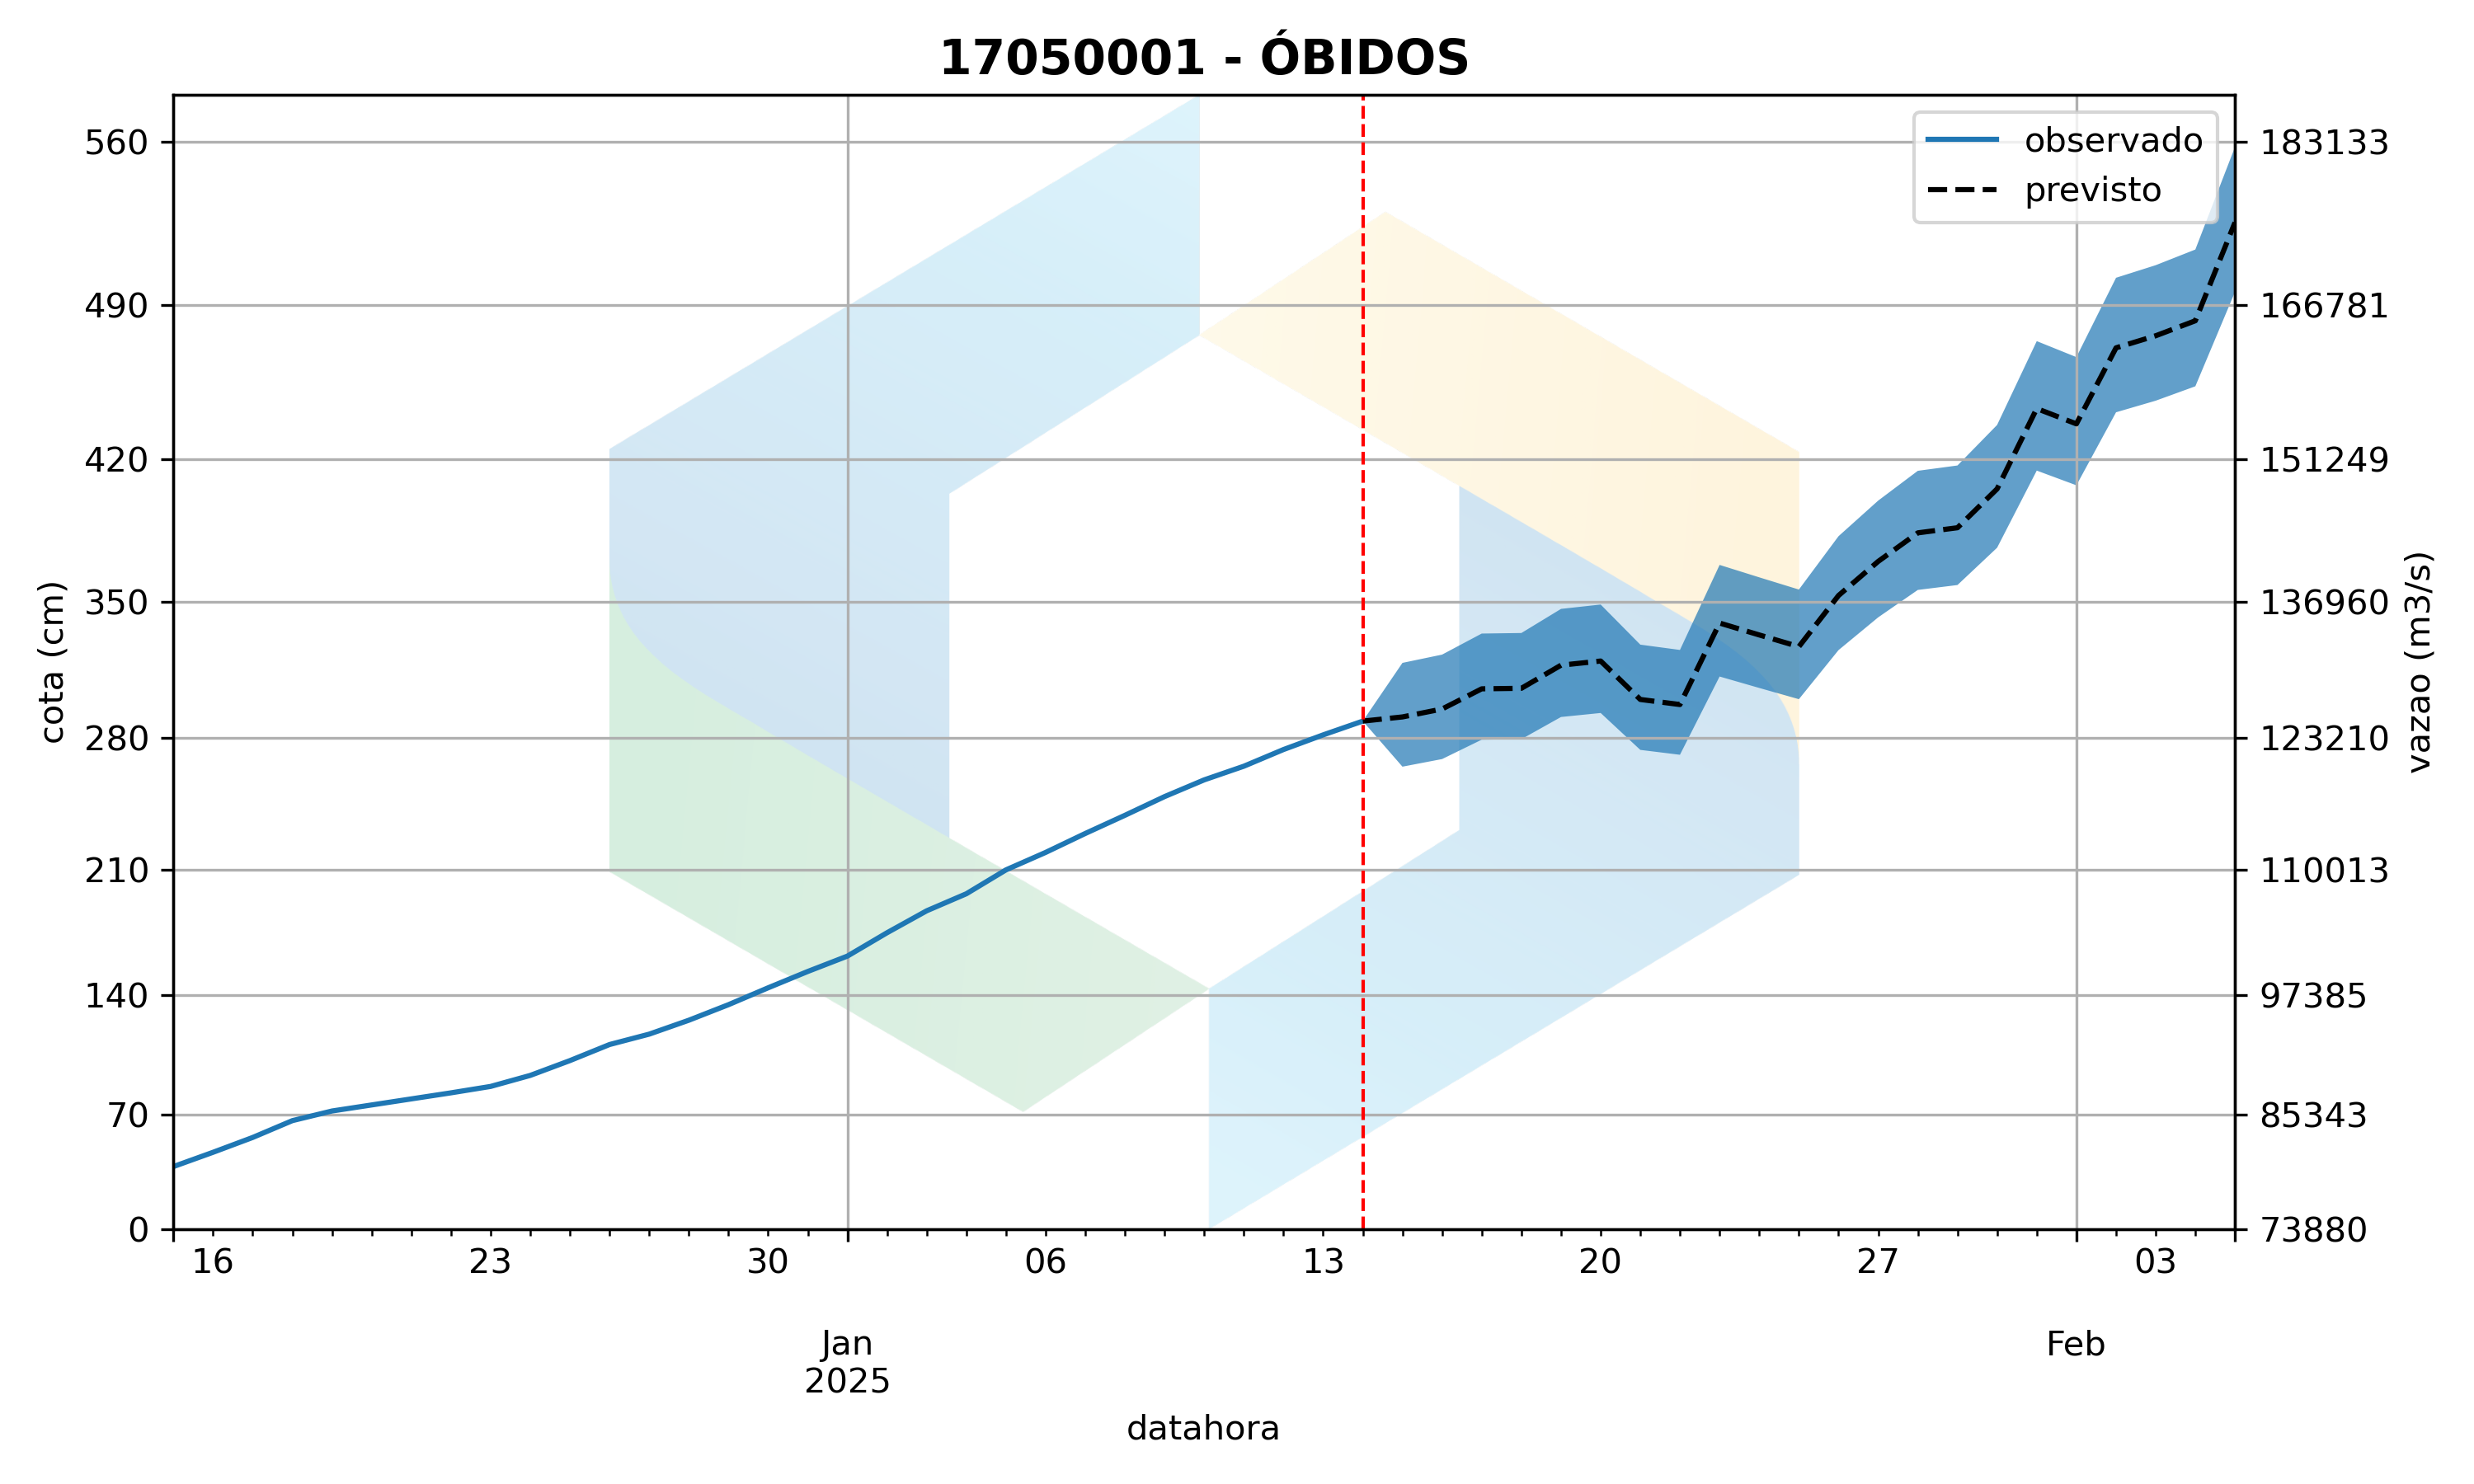 17050001 - ÓBIDOS
observado
previsto
cota (cm)
560
490
420
350
280
210
140
70
0
183133
166781
151249
136960
123210
110013
97385
85343
73880
vazao (m3/s)
16 23 30 06 13 20 27 03
Jan Feb
2025
datahora